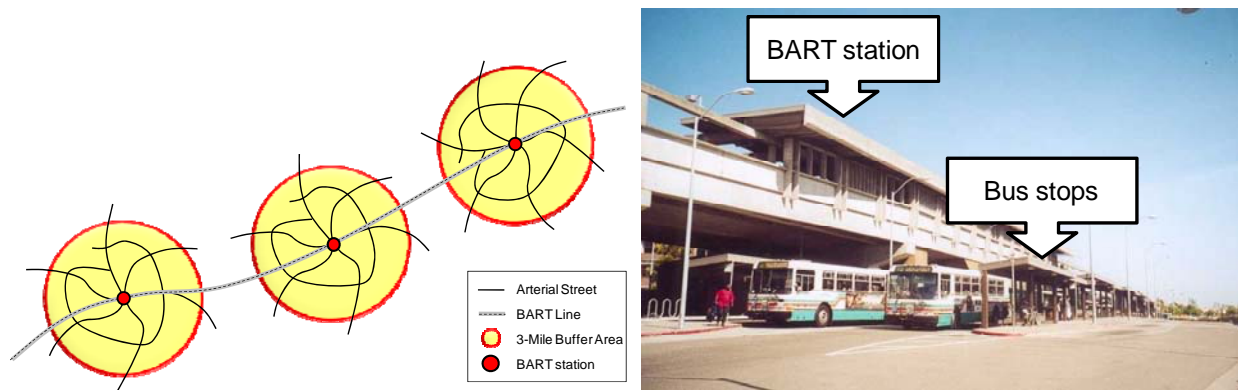 Arterial Street
BART Line
3-Mile Buffer Area
BART station
BART station
Bus stops